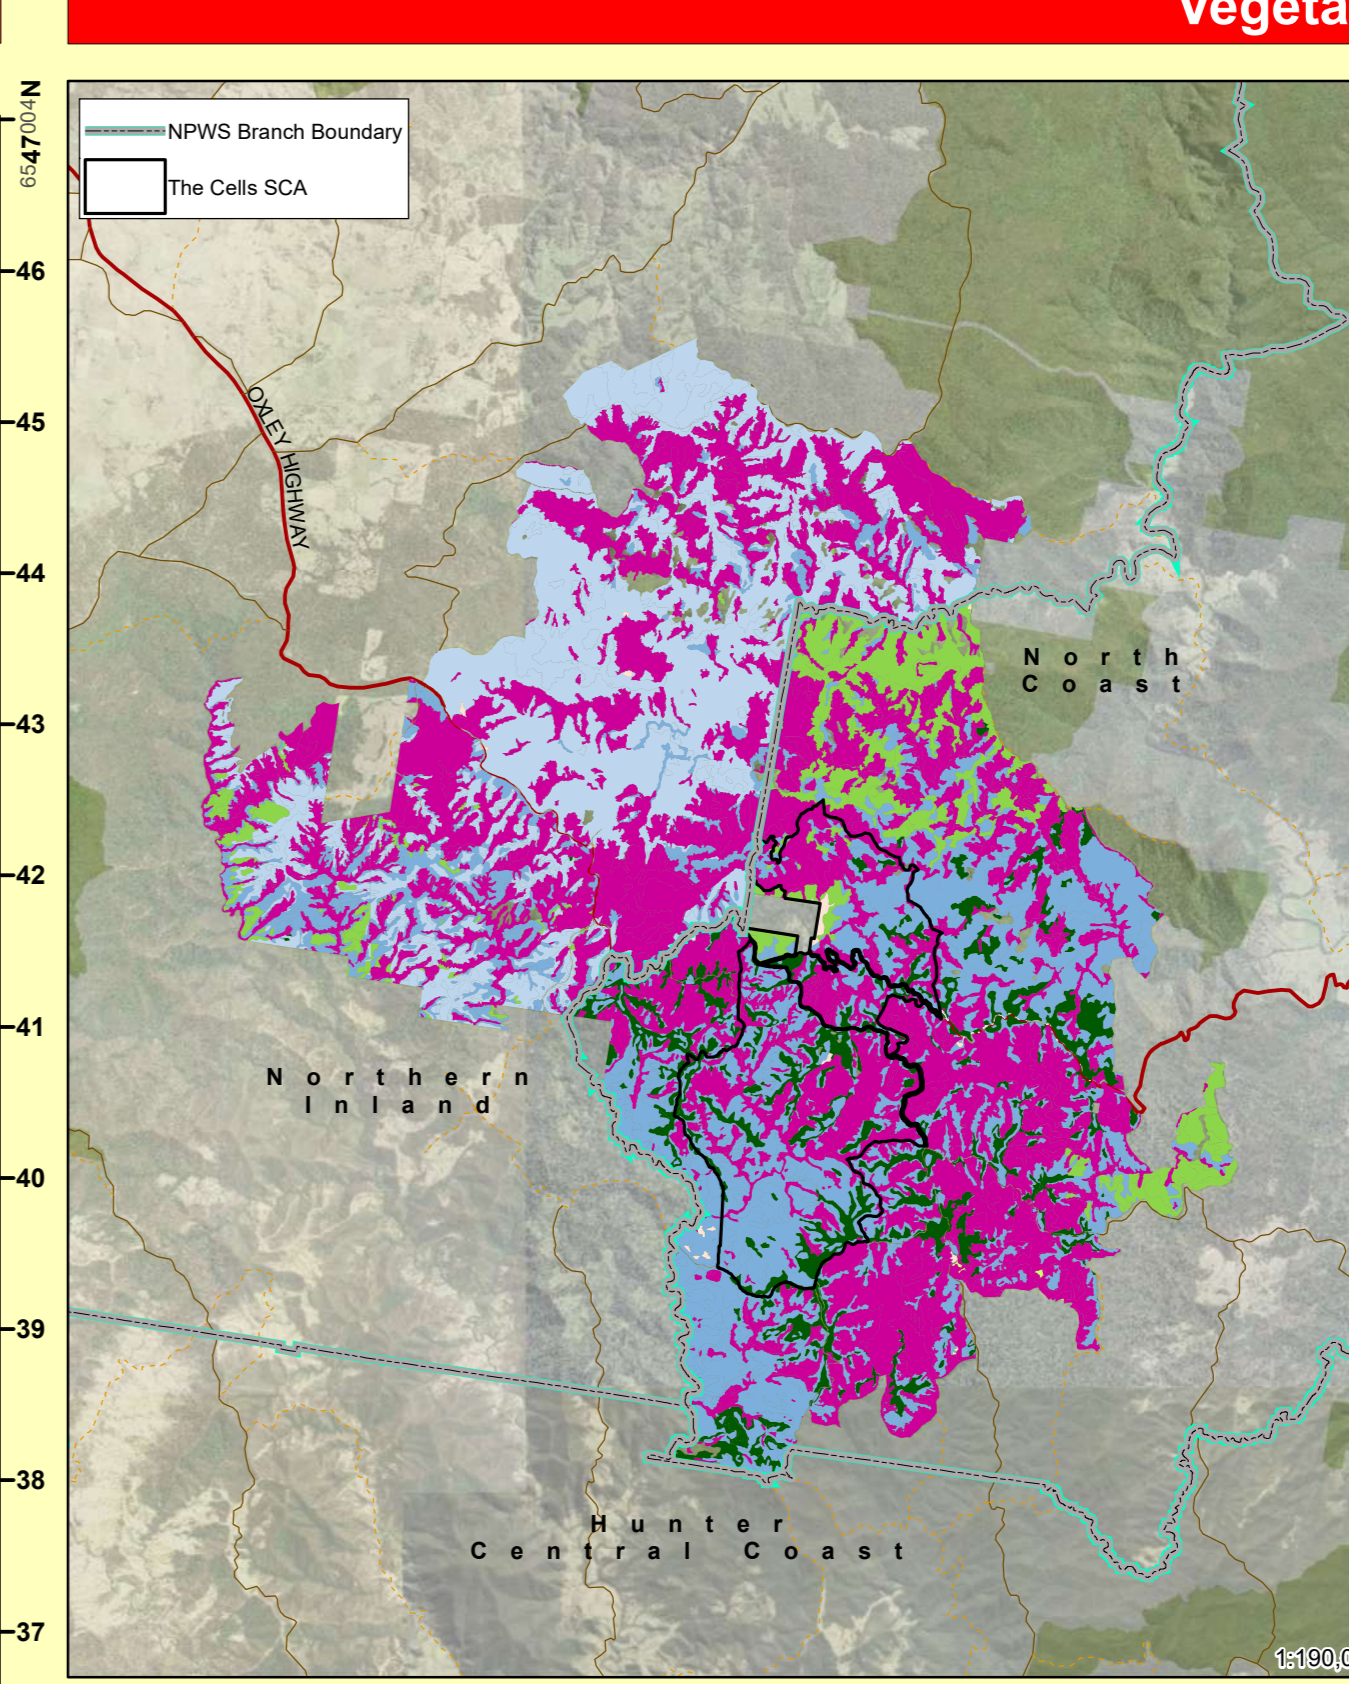 Vegeta
6547004N
NPWS Branch Boundary
The Cells SCA
46
45
OXLEY HIGHWAY
44
North
Coast
43
42
41
Northern
Inland
40
39
38
Hunter
Central Coast
37
1:190,0